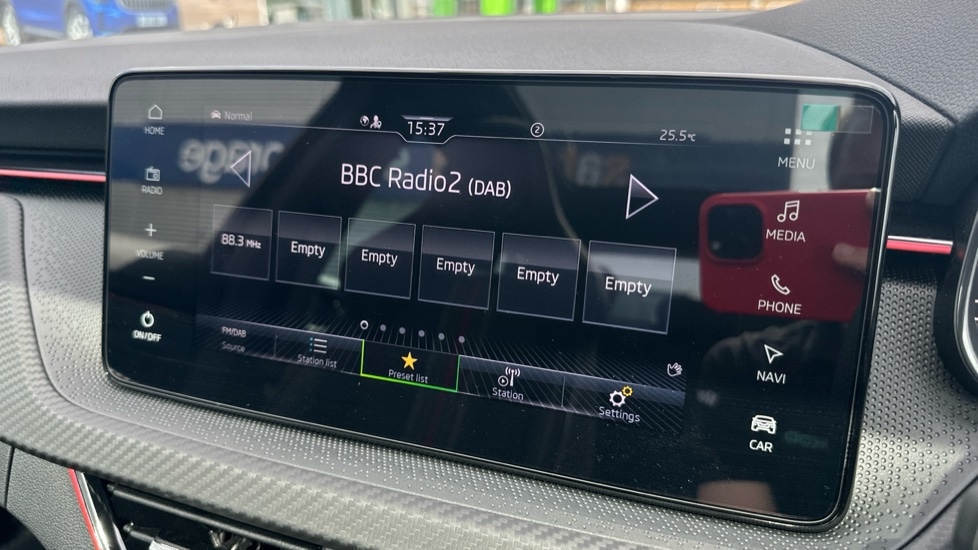 HOME
Normal
15:37
2
25.5°C
MENU
RADIO
BBC Radio2 (DAB)
MEDIA
VOLUME
88.3 MHz
Empty
Empty
Empty
Empty
Empty
PHONE
ON/OFF
FM/DAB
Source
Station list
Preset list
Station
Settings
NAVI
CAR